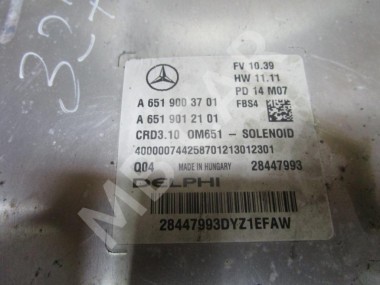 FV 10.39
HW 11.11
PD 14 M07
FBS4
A 651 900 37 01
A 651 901 21 01
CRD3.10 OM651 - SOLENOID
400000744258701213012301
Q04 MADE IN HUNGARY 28447993
DELPHI
28447993DYZ1EFAW